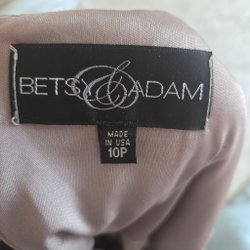 BETSY & ADAM
MADE
IN USA
10P